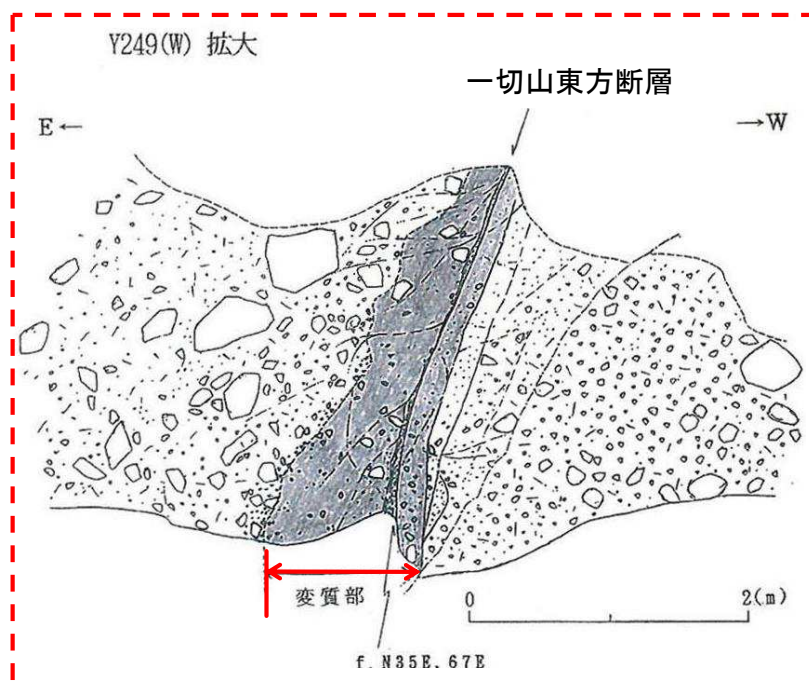 Y249(W) 拡大
一切山東方断層
E←
→W
変質部
0 2(m)
f. N35E, 67E